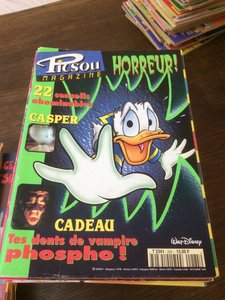 Picsou
MAGAZINE
HORREUR!
22 conseils
abominables
CASPER
CADEAU
Tes dents de vampire
phospho!
Walt Disney